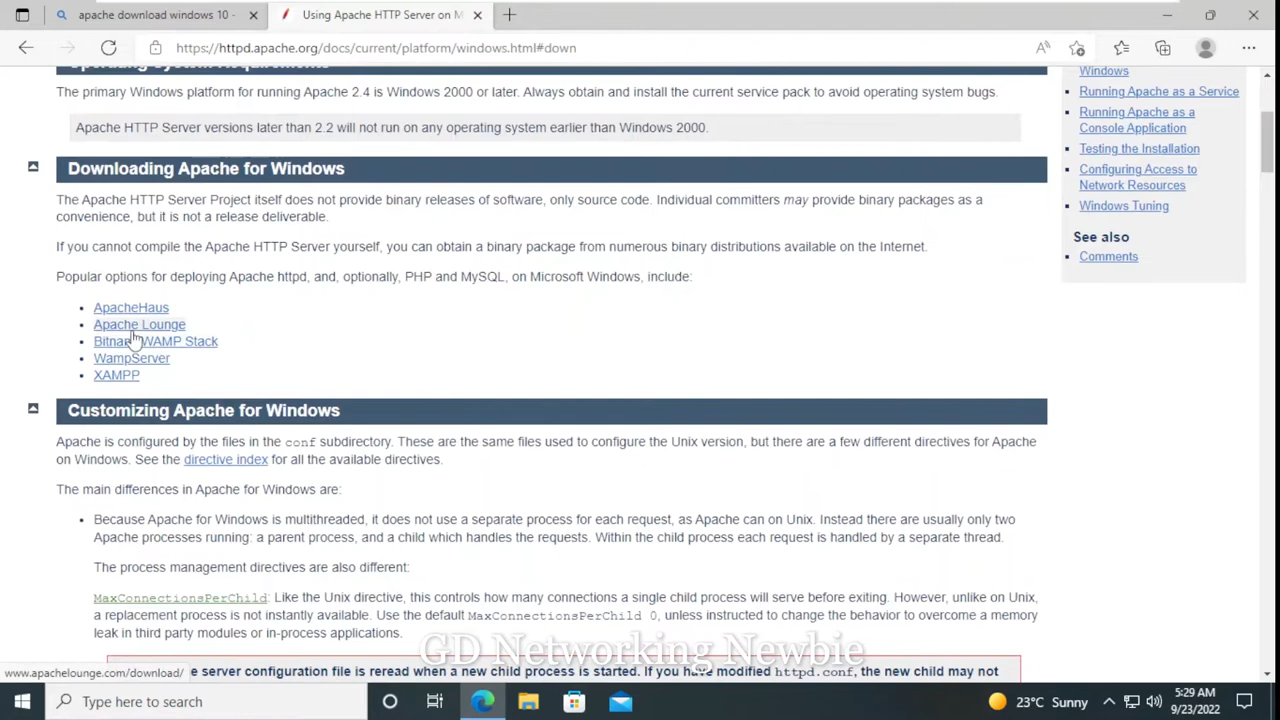 apache download windows 10 -
Using Apache HTTP Server on M
https://httpd.apache.org/docs/current/platform/windows.html#down
The primary Windows platform for running Apache 2.4 is Windows 2000 or later. Always obtain and install the current service pack to avoid operating system bugs.
Apache HTTP Server versions later than 2.2 will not run on any operating system earlier than Windows 2000.
Downloading Apache for Windows
The Apache HTTP Server Project itself does not provide binary releases of software, only source code. Individual committers may provide binary packages as a
convenience, but it is not a release deliverable.
If you cannot compile the Apache HTTP Server yourself, you can obtain a binary package from numerous binary distributions available on the Internet.
Popular options for deploying Apache httpd, and, optionally, PHP and MySQL, on Microsoft Windows, include:
ApacheHaus
Apache Lounge
WAMP Stack
WampServer
XAMPP
Customizing Apache for Windows
Apache is configured by the files in the conf subdirectory. These are the same files used to configure the Unix version, but there are a few different directives for Apache
on Windows. See the directive index for all the available directives.
The main differences in Apache for Windows are:
Because Apache for Windows is multithreaded, it does not use a separate process for each request, as Apache can on Unix. Instead there are usually only two
Apache processes running: a parent process, and a child which handles the requests. Within the child process each request is handled by a separate thread.
The process management directives are also different:
MaxConnectionsPerChild: Like the Unix directive, this controls how many connections a single child process will serve before exiting. However, unlike on Unix,
a replacement process is not instantly available. Use the default MaxConnectionsPerChild 0, unless instructed to change the behavior to overcome a memory
leak in third party modules or in-process applications.
e server configuration file is reread when a new child process is started. If you have modified httpd.conf, the new child may not
Windows
Running Apache as a Service
Running Apache as a
Console Application
Testing the Installation
Configuring Access to
Network Resources
Windows Tuning
See also
Comments
GD Networking Newbie
www.apachelounge.com/download/
Type here to search
23°C Sunny
5:29 AM
9/23/2022